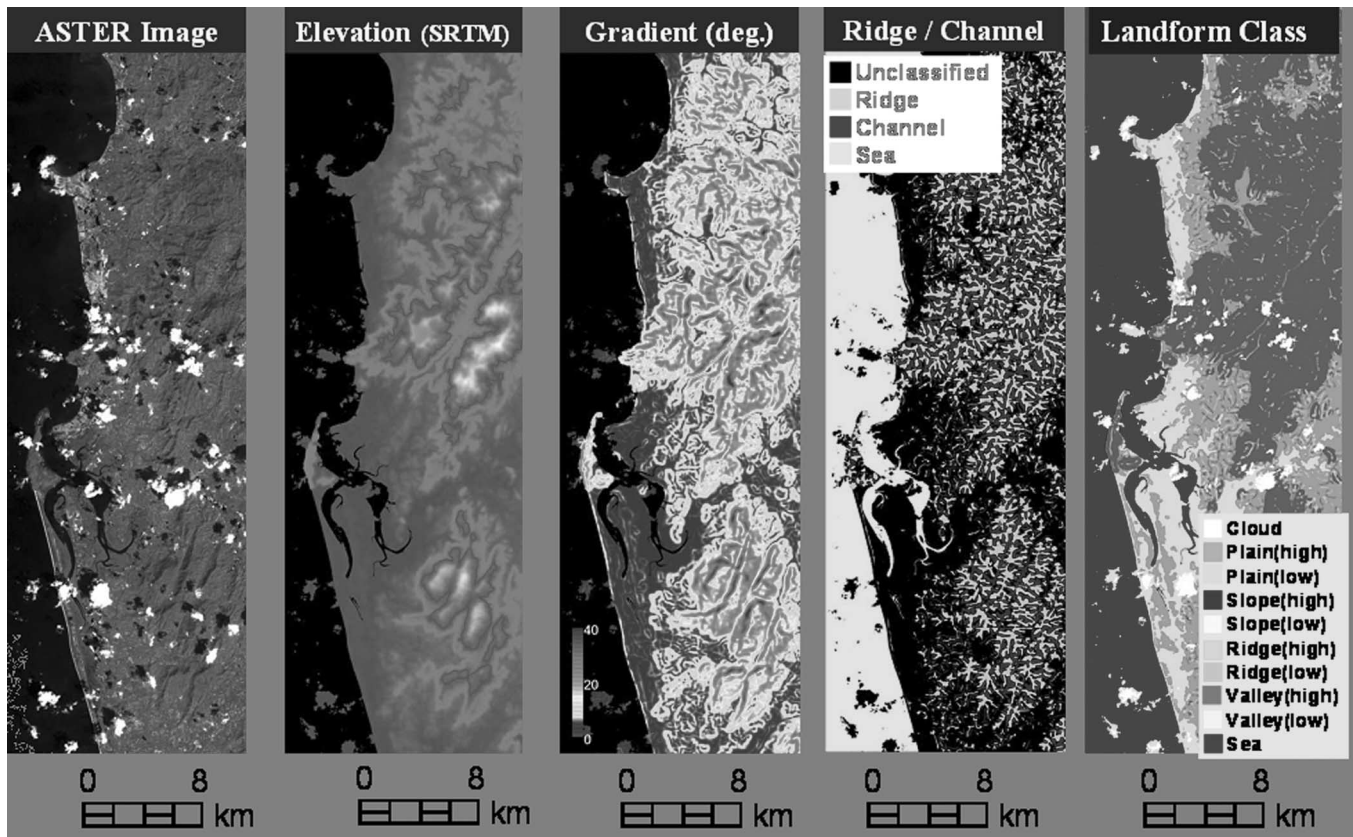 ASTER Image
Elevation (SRTM)
Gradient (deg.)
Ridge / Channel
Landform Class
Unclassified
Ridge
Channel
Sea
40
20
0
Cloud
Plain(high)
Plain(low)
Slope(high)
Slope(low)
Ridge(high)
Ridge(low)
Valley(high)
Valley(low)
Sea
0 8
km
0 8
km
0 8
km
0 8
km
0 8
km